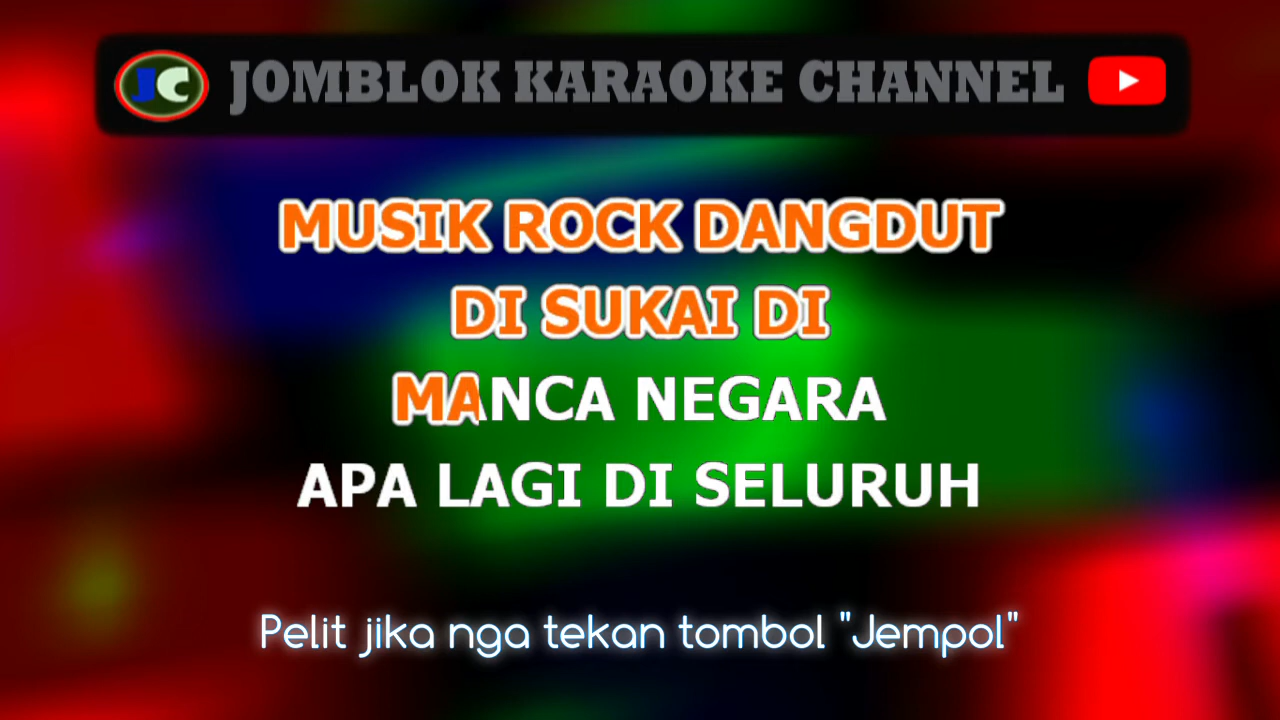 JC JOMBLOK KARAOKE CHANNEL
MUSIK ROCK DANGDUT
DI SUKAI DI
MANCA NEGARA
APA LAGI DI SELURUH
Pelit jika nga tekan tombol "Jempol"